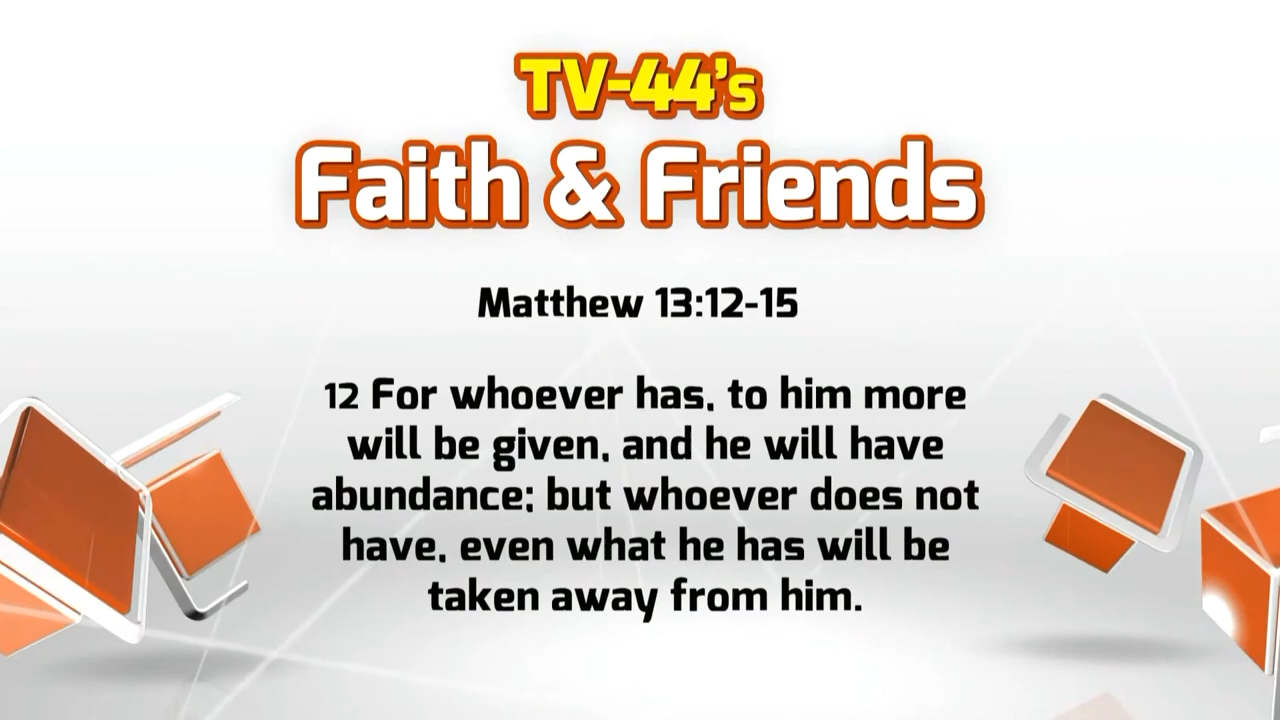 TV-44's
Faith & Friends
Matthew 13:12-15
12 For whoever has, to him more
will be given, and he will have
abundance; but whoever does not
have, even what he has will be
taken away from him.